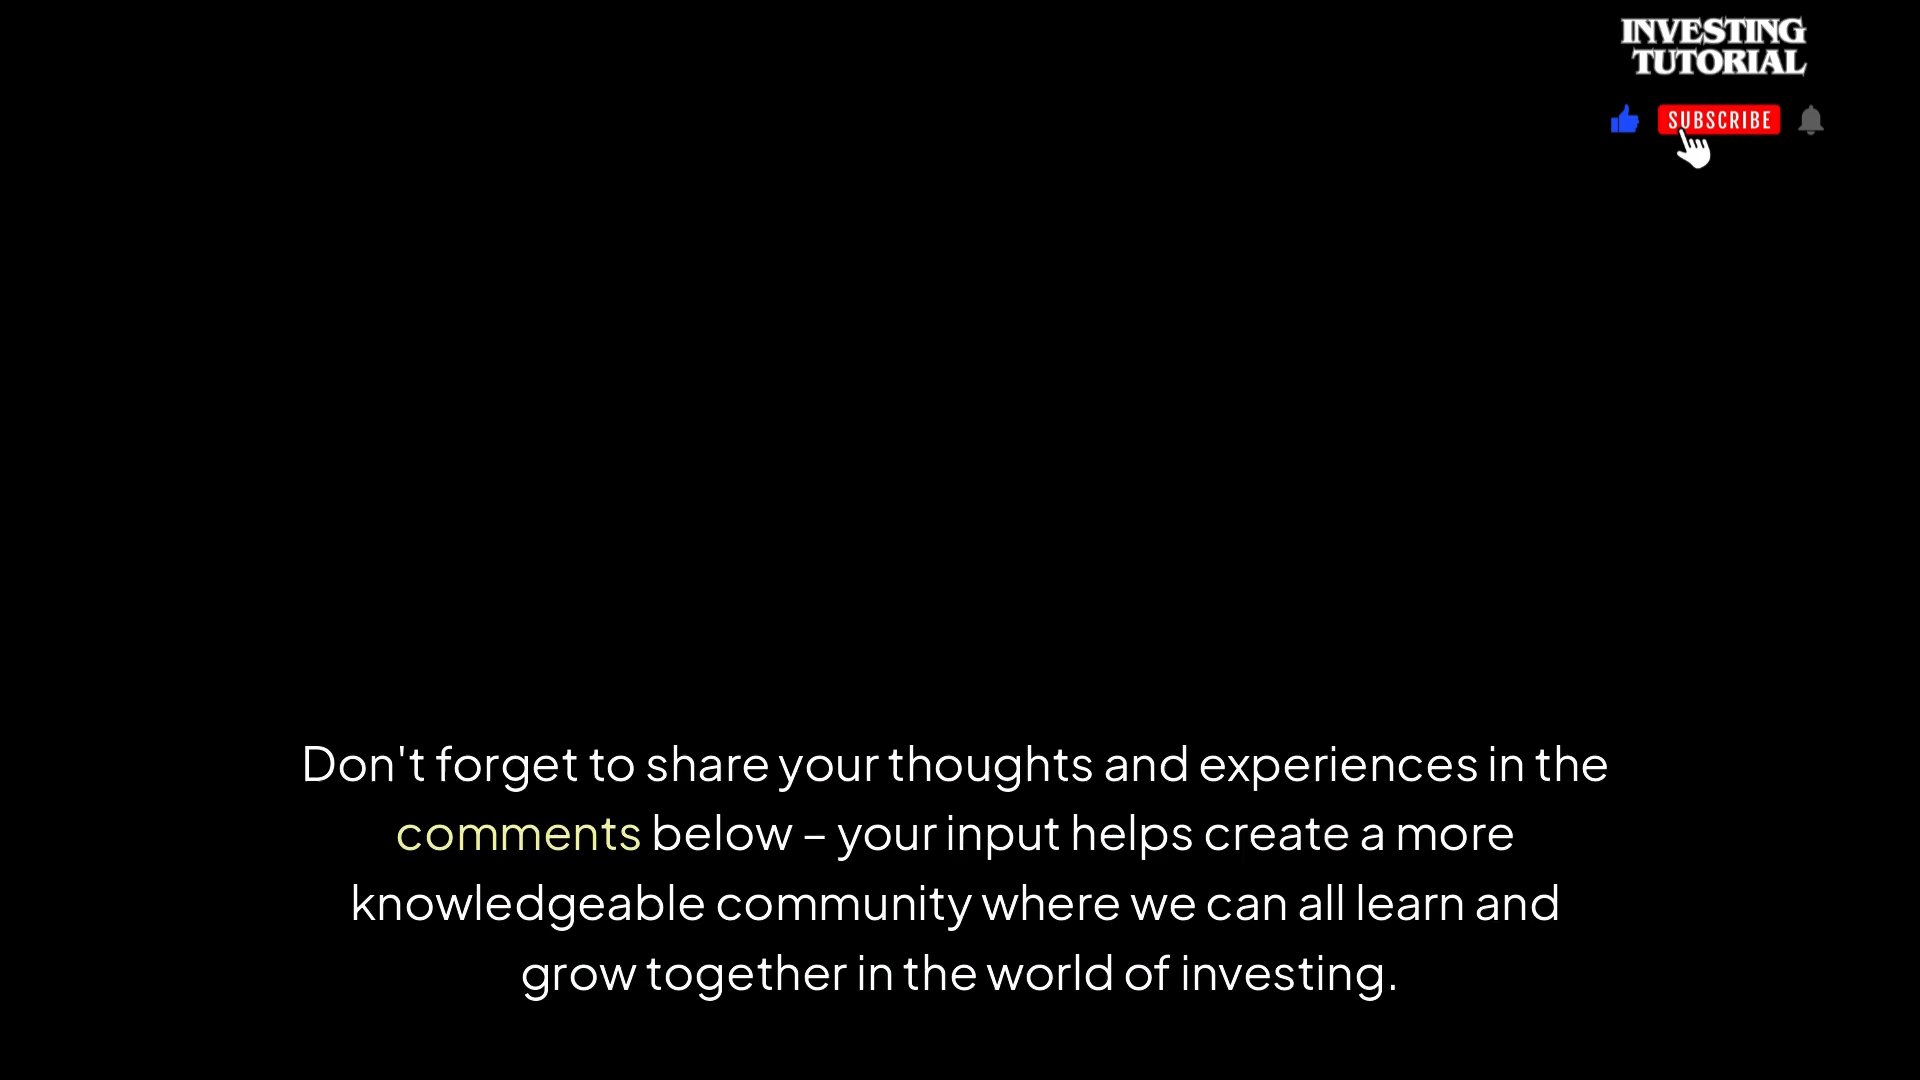 INVESTING
TUTORIAL
SUBSCRIBE
Don't forget to share your thoughts and experiences in the
comments below – your input helps create a more
knowledgeable community where we can all learn and
grow together in the world of investing.